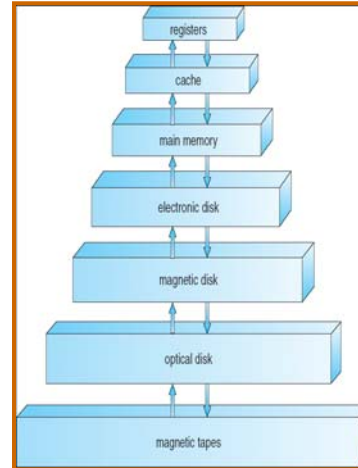 registers
cache
main memory
electronic disk
magnetic disk
optical disk
magnetic tapes